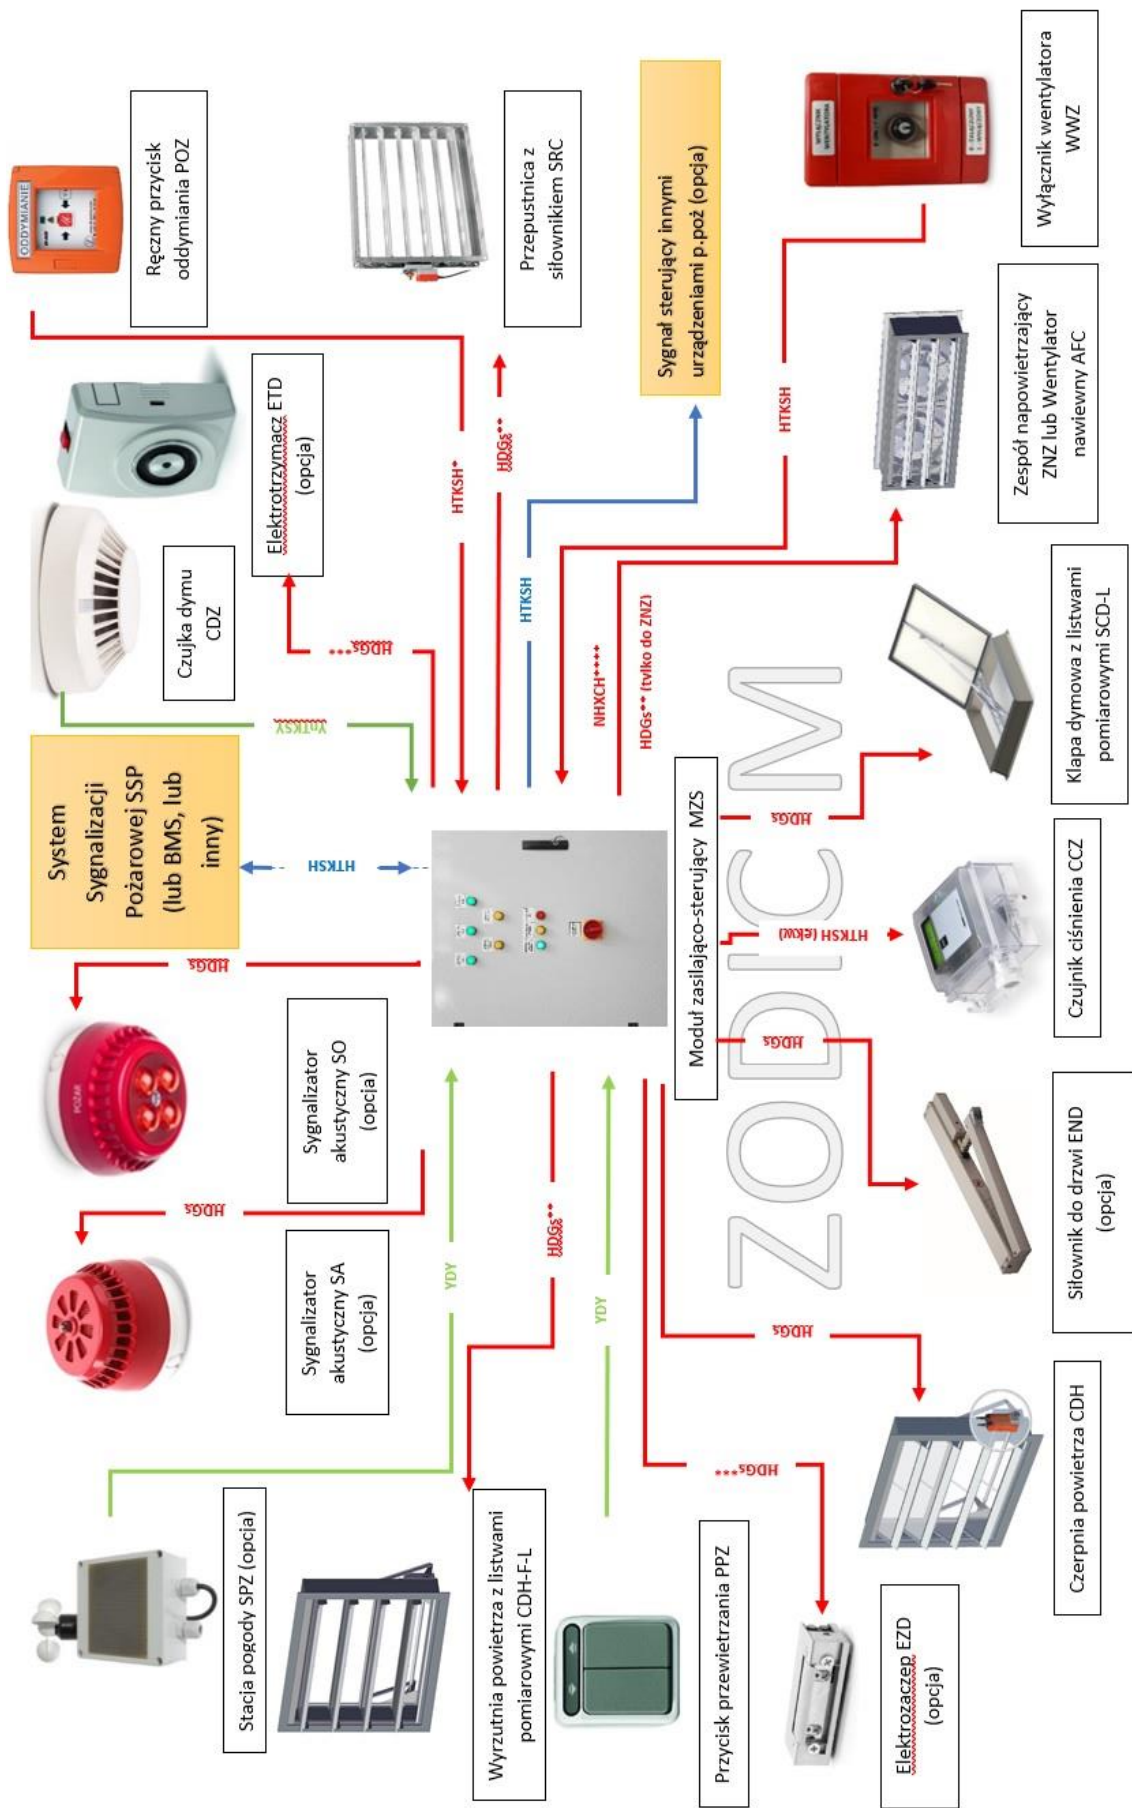 Stacja pogody SPZ (opcja)
Sygnalizator
akustyczny SA
(opcja)
Sygnalizator
akustyczny SO
(opcja)
POŻAR
System
Sygnalizacji
Pożarowej SSP
(lub BMS, lub
inny)
Czujka dymu
CDZ
Elektrotrzymacz ETD
(opcja)
ODDYMIANIE
Ręczny przycisk
oddymiania POZ
YDY
HDGs
HDGs
HTKSH
YnTKSY
HDGs***
HTKSH*
HDGs**
Przepustnica z
siłownikiem SRC
Wyrzutnia powietrza z listwami
pomiarowymi CDH-F-L
HDGs**
HTKSH
Sygnał sterujący innymi
urządzeniami p.poż (opcja)
Przycisk przewietrzania PPZ
YDY
Moduł zasilająco-sterujący MZS
NHXCH****
HDGs** (tylko do ZNZ)
HTKSH
WYŁĄCZNIK
WENTYLATORA
Wyłącznik wentylatora
WWZ
ZODIC M
HDGs***
HDGs
HDGs
HTKSH (ekw)
HDGs
Elektrozaczep EZD
(opcja)
Czerpnia powietrza CDH
Siłownik do drzwi END
(opcja)
Czujnik ciśnienia CCZ
Klapa dymowa z listwami
pomiarowymi SCD-L
Zespół napowietrzający
ZNZ lub Wentylator
nawiewny AFC